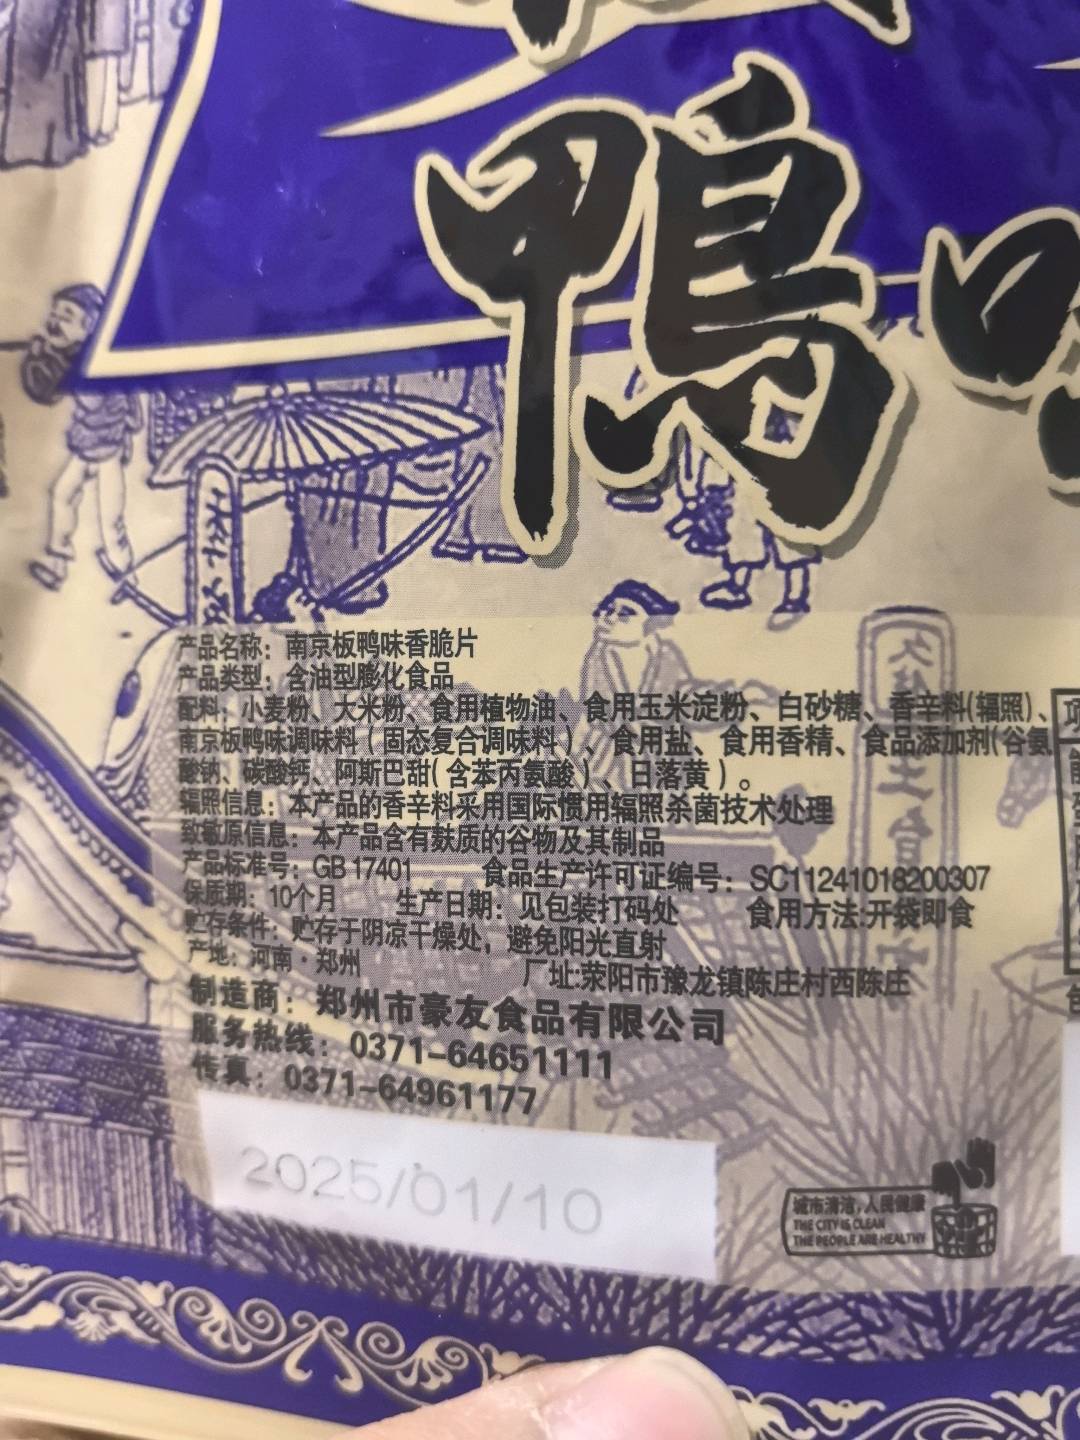 鸭
产品名称：南京板鸭味香脆片
产品类型：含油型膨化食品
配料：小麦粉、大米粉、食用植物油、食用玉米淀粉、白砂糖、香辛料(辐照)、
南京板鸭味调味料（固态复合调味料）、食用盐、食用香精、食品添加剂(谷氨
酸钠、碳酸钙、阿斯巴甜(含苯丙氨酸）、日落黄）。
辐照信息：本产品的香辛料采用国际惯用辐照杀菌技术处理
致敏原信息：本产品含有麸质的谷物及其制品
产品标准号：GB 17401 食品生产许可证编号：SC11241018200307
保质期：10个月 生产日期：见包装打码处 食用方法:开袋即食
贮存条件：贮存于阴凉干燥处，避免阳光直射
产地：河南·郑州 厂址:荥阳市豫龙镇陈庄村西陈庄
制造商：郑州市豪友食品有限公司
服务热线：0371-64651111
传真：0371-64961177
2025/01/10
城市清洁，人民健康
THE CITY IS CLEAN
THE PEOPLE ARE HEALTHY